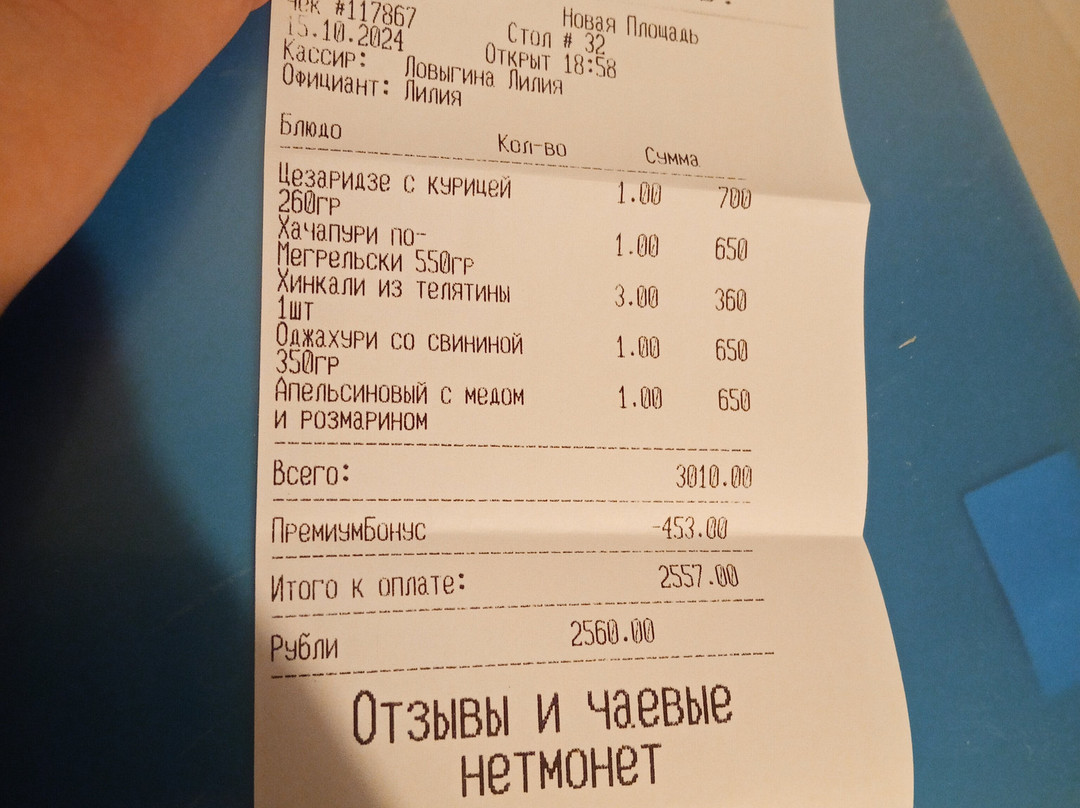 Чек #117867
Новая Площадь
15.10.2024
Стол # 32
Кассир: Ловыгина Лилия
Открыт 18:58
Официант: Лилия
Блюдо Кол-во Сумма
Цезаридзе с курицей 1.00 700
260гр
Хачапури по- 1.00 650
Мегрельски 550гр
Хинкали из телятины 3.00 360
1шт
Оджахури со свининой 1.00 650
350гр
Апельсиновый с медом 1.00 650
и розмарином
Всего: 3010.00
ПремиумБонус -453.00
Итого к оплате: 2557.00
Рубли 2560.00
Отзывы и чаевые
нетмонет